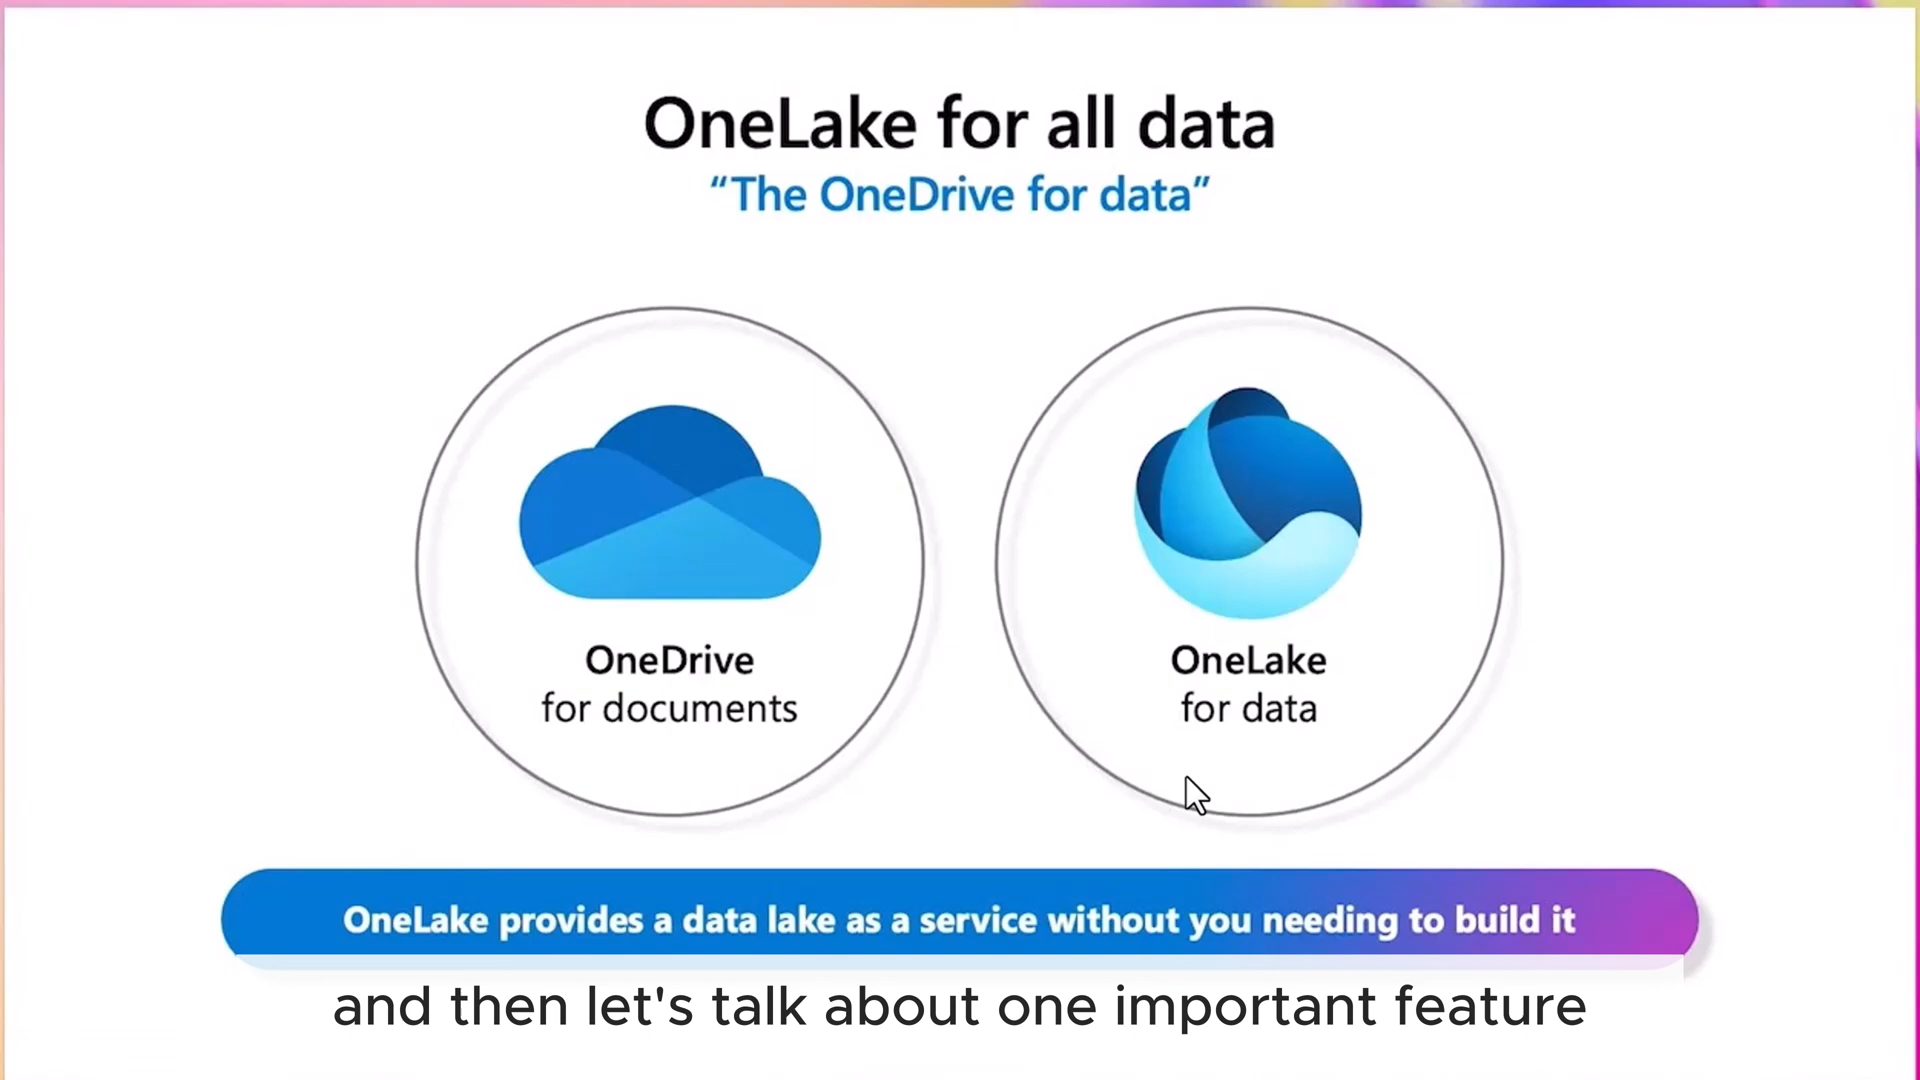 OneLake for all data
“The OneDrive for data”
OneDrive
for documents
OneLake
for data
OneLake provides a data lake as a service without you needing to build it
and then let's talk about one important feature